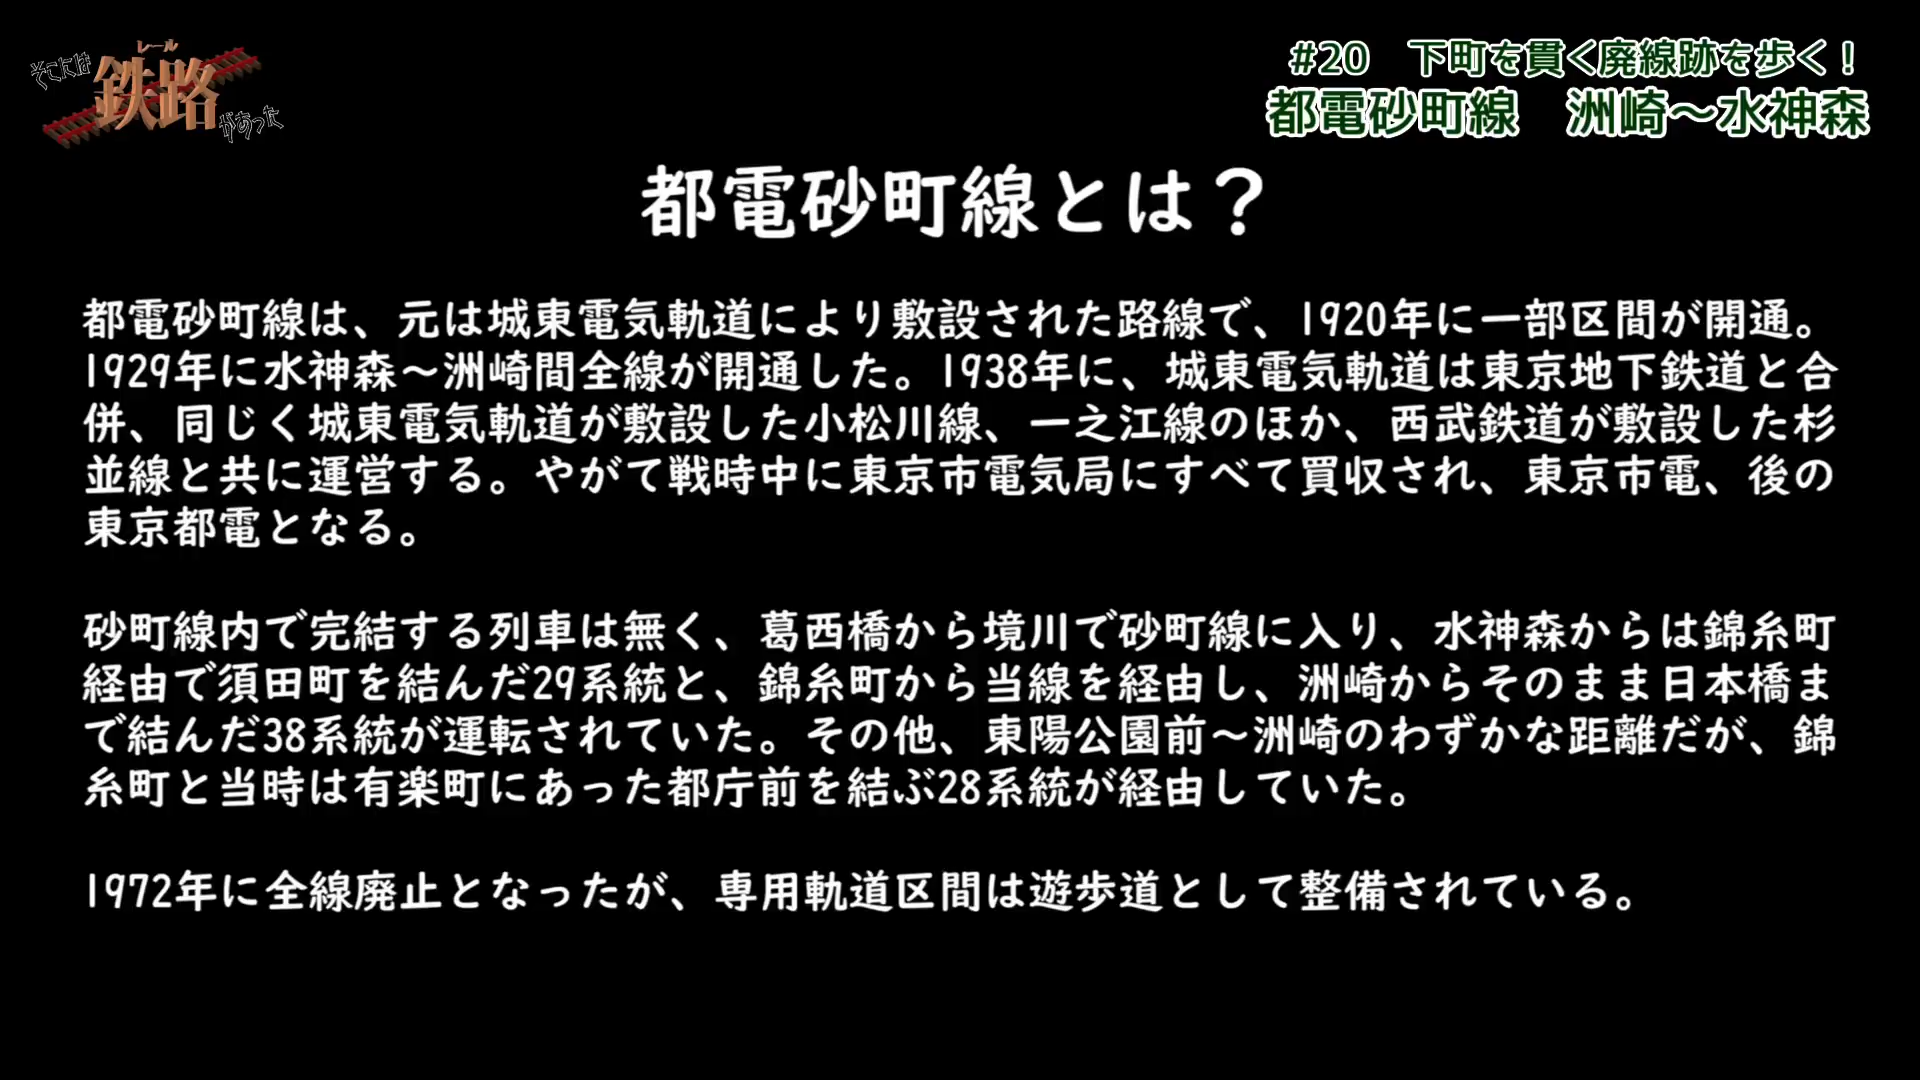 そこには
レール
鉄路
があった
#20　下町を貫く廃線跡を歩く！
都電砂町線　洲崎～水神森
都電砂町線とは？
都電砂町線は、元は城東電気軌道により敷設された路線で、1920年に一部区間が開通。
1929年に水神森～洲崎間全線が開通した。1938年に、城東電気軌道は東京地下鉄道と合
併、同じく城東電気軌道が敷設した小松川線、一之江線のほか、西武鉄道が敷設した杉
並線と共に運営する。やがて戦時中に東京市電気局にすべて買収され、東京市電、後の
東京都電となる。
砂町線内で完結する列車は無く、葛西橋から境川で砂町線に入り、水神森からは錦糸町
経由で須田町を結んだ29系統と、錦糸町から当線を経由し、洲崎からそのまま日本橋ま
で結んだ38系統が運転されていた。その他、東陽公園前～洲崎のわずかな距離だが、錦
糸町と当時は有楽町にあった都庁前を結ぶ28系統が経由していた。
1972年に全線廃止となったが、専用軌道区間は遊歩道として整備されている。